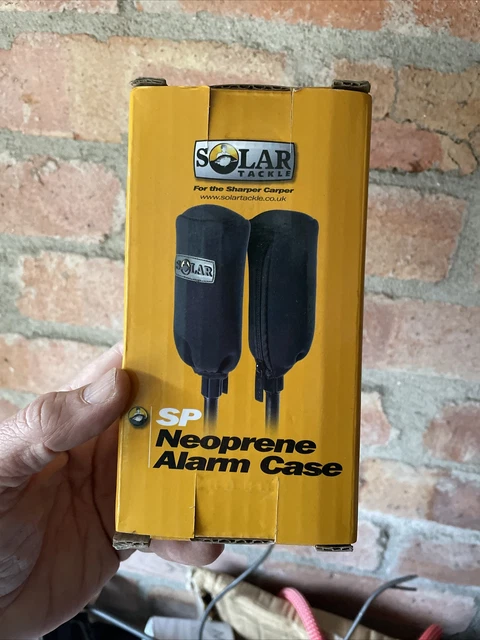 SOLAR
TACKLE
For the Sharper Carper
www.solartackle.co.uk
SOLAR
SP
Neoprene
Alarm Case